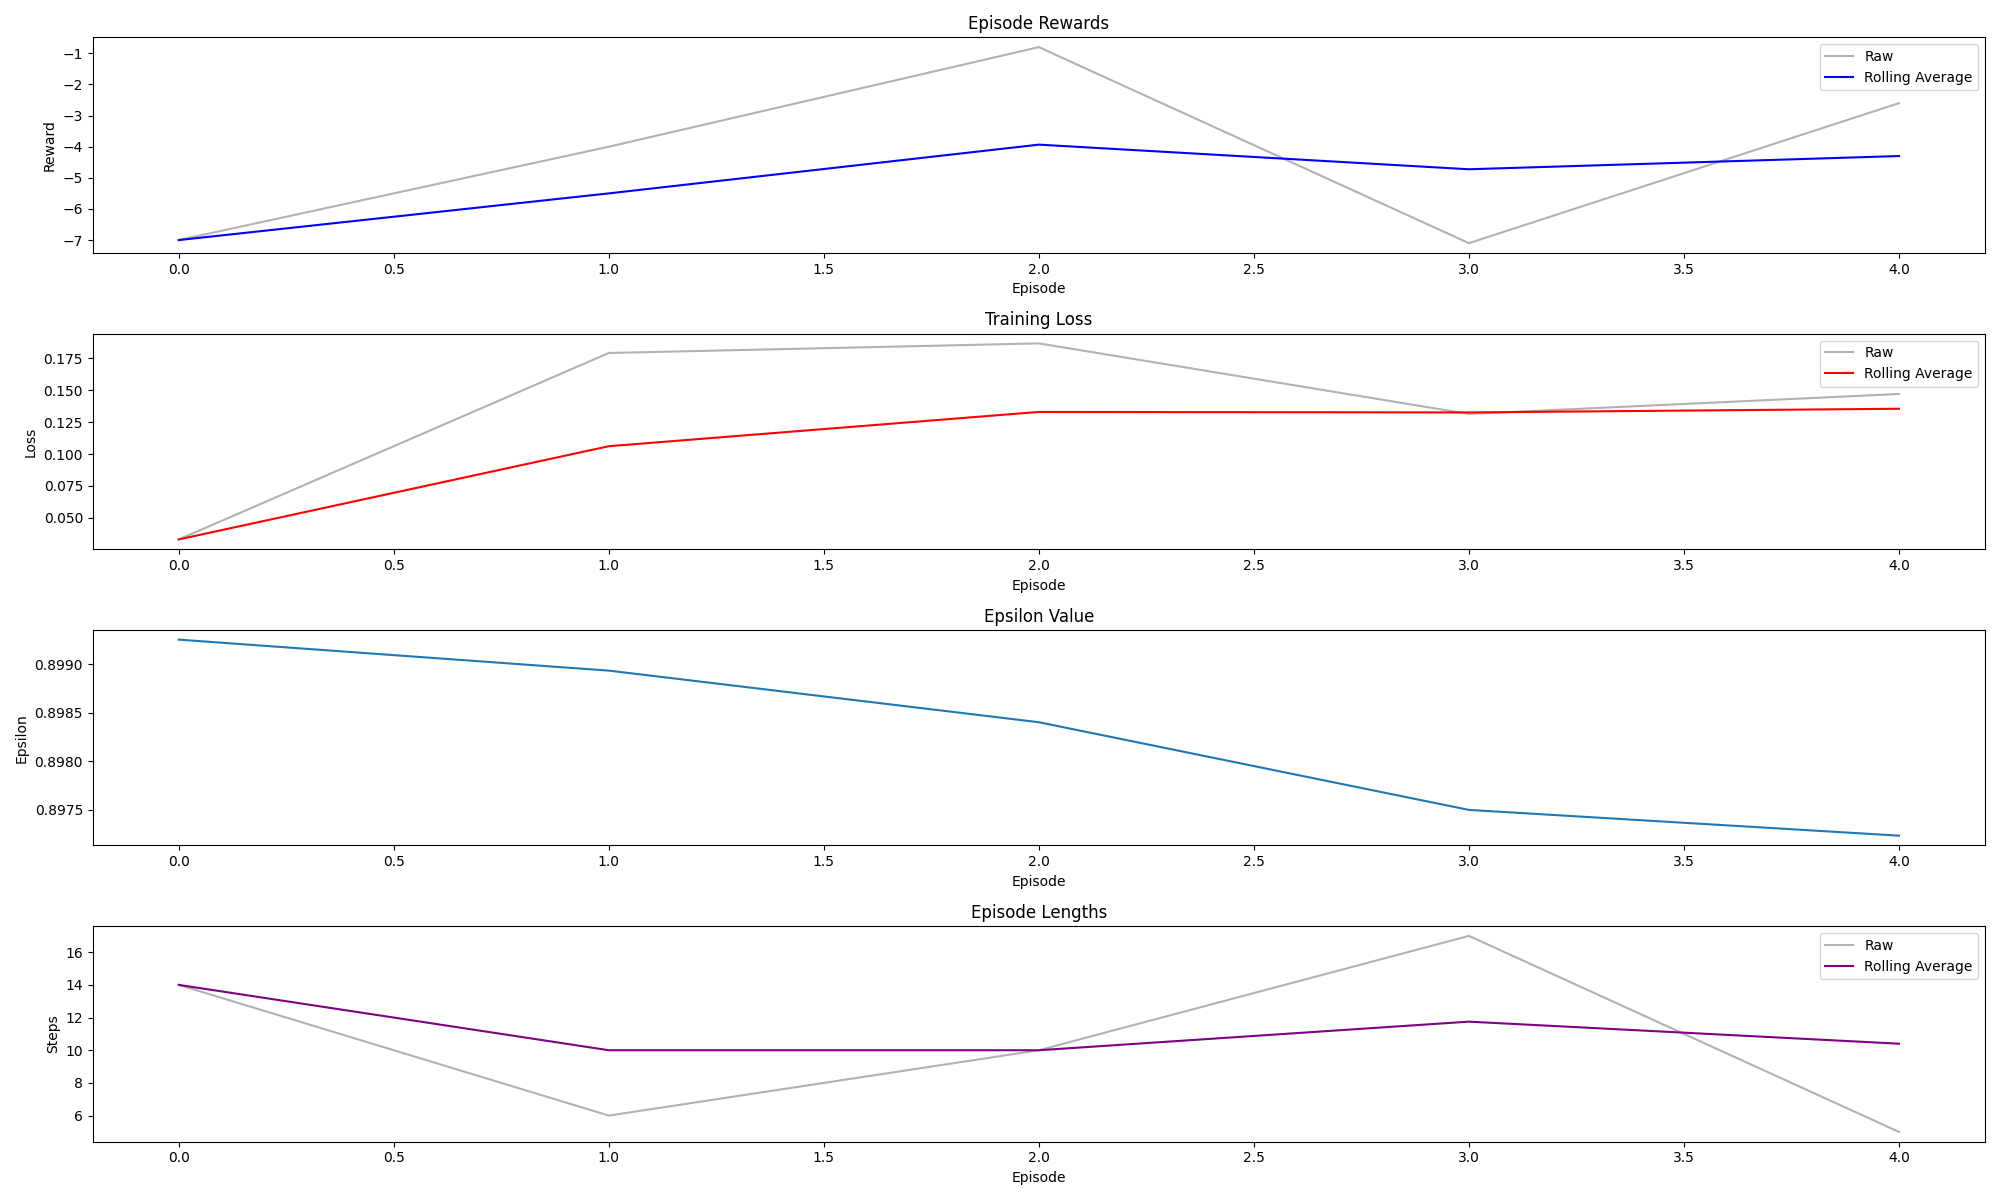 Episode Rewards
−1
−2
−3
−4
−5
−6
−7
Reward
Raw
Rolling Average
0.0 0.5 1.0 1.5 2.0 2.5 3.0 3.5 4.0
Episode
Training Loss
0.175
0.150
0.125
0.100
0.075
0.050
Loss
Raw
Rolling Average
0.0 0.5 1.0 1.5 2.0 2.5 3.0 3.5 4.0
Episode
Epsilon Value
0.8990
0.8985
0.8980
0.8975
Epsilon
0.0 0.5 1.0 1.5 2.0 2.5 3.0 3.5 4.0
Episode
Episode Lengths
16
14
12
10
8
6
Steps
Raw
Rolling Average
0.0 0.5 1.0 1.5 2.0 2.5 3.0 3.5 4.0
Episode